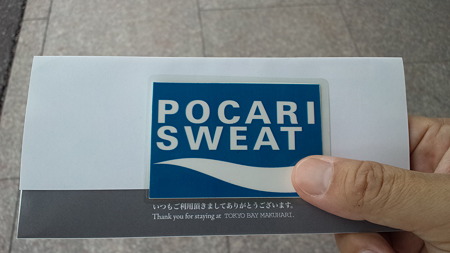 POCARI
SWEAT
いつもご利用頂きましてありがとうございます。
Thank you for staying at TOKYO BAY MAKUHARI.